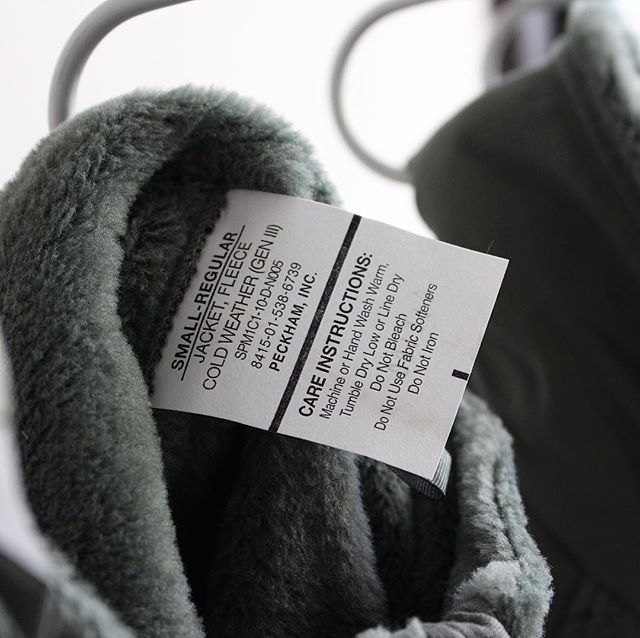 SMALL-REGULAR
JACKET, FLEECE
COLD WEATHER (GEN III)
SPM1C1-10-D-N005
8415-01-538-6739
PECKHAM, INC.
CARE INSTRUCTIONS:
Machine or Hand Wash Warm,
Tumble Dry Low or Line Dry
Do Not Bleach
Do Not Use Fabric Softeners
Do Not Iron